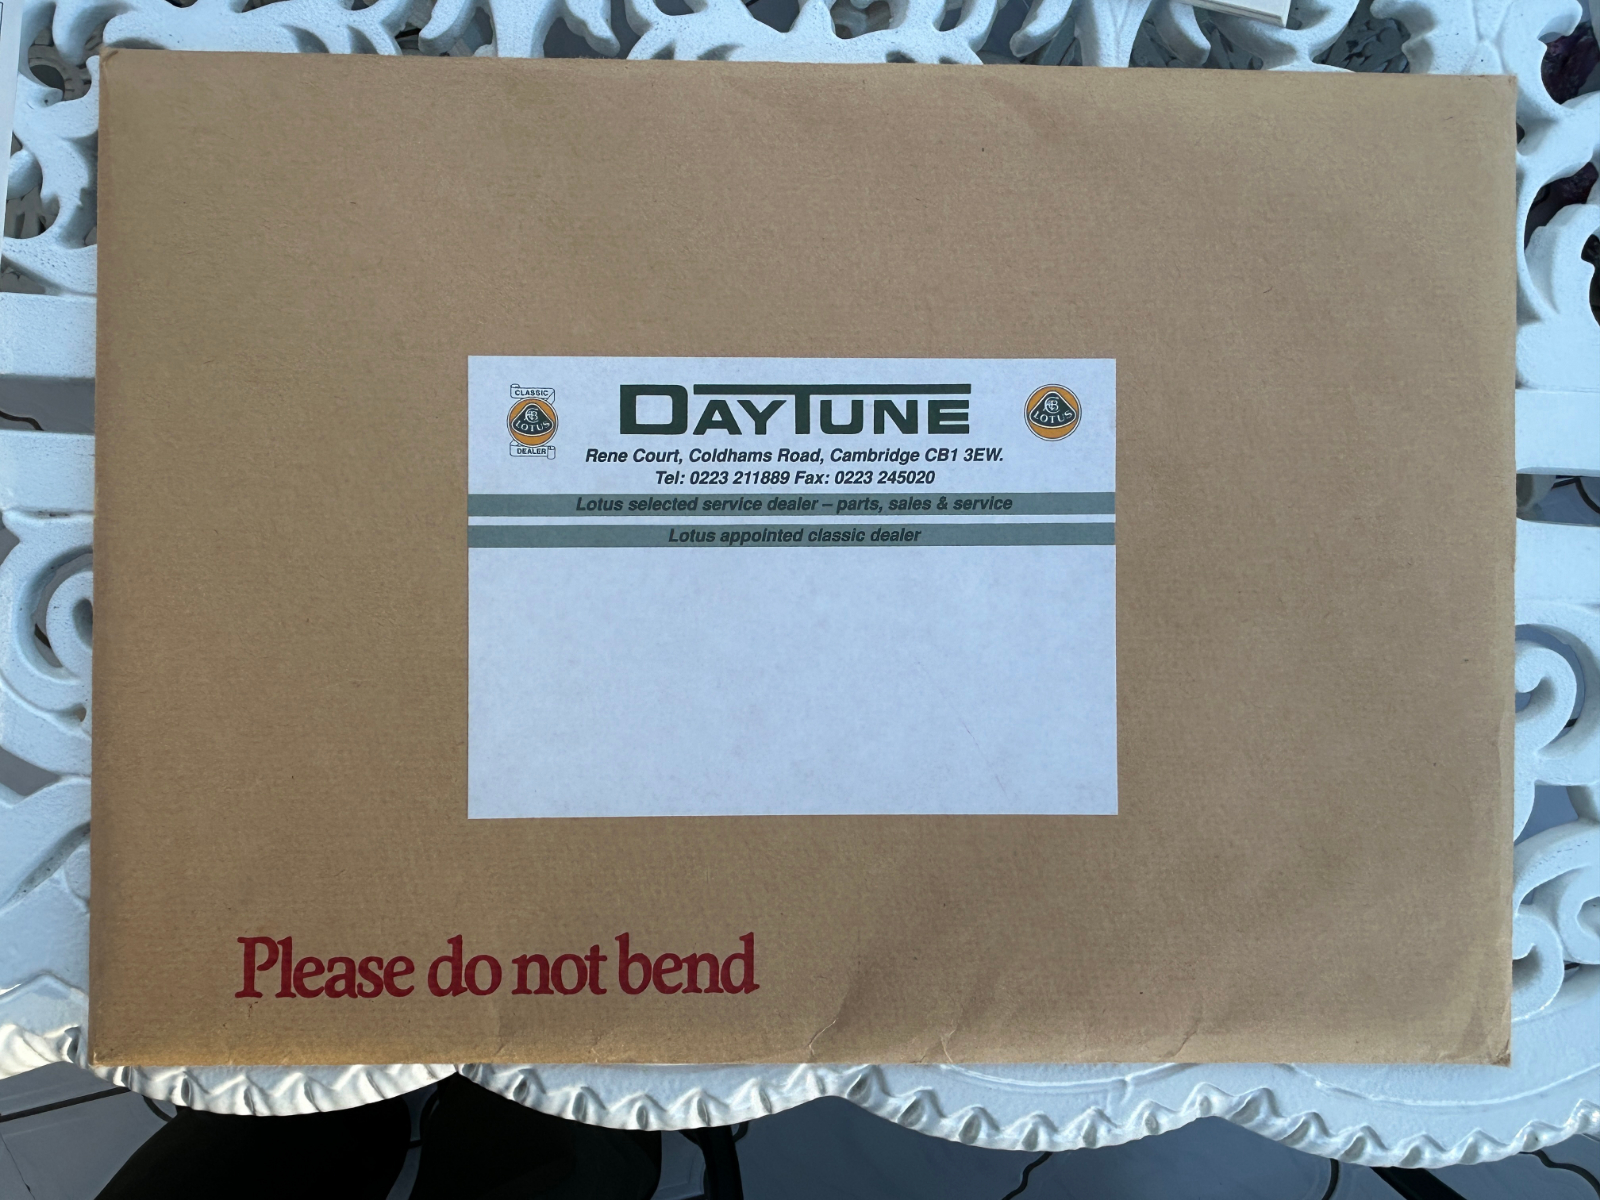 CLASSIC
LOTUS
DEALER
DAYTUNE
LOTUS
Rene Court, Coldhams Road, Cambridge CB1 3EW.
Tel: 0223 211889 Fax: 0223 245020
Lotus selected service dealer – parts, sales & service
Lotus appointed classic dealer
Please do not bend